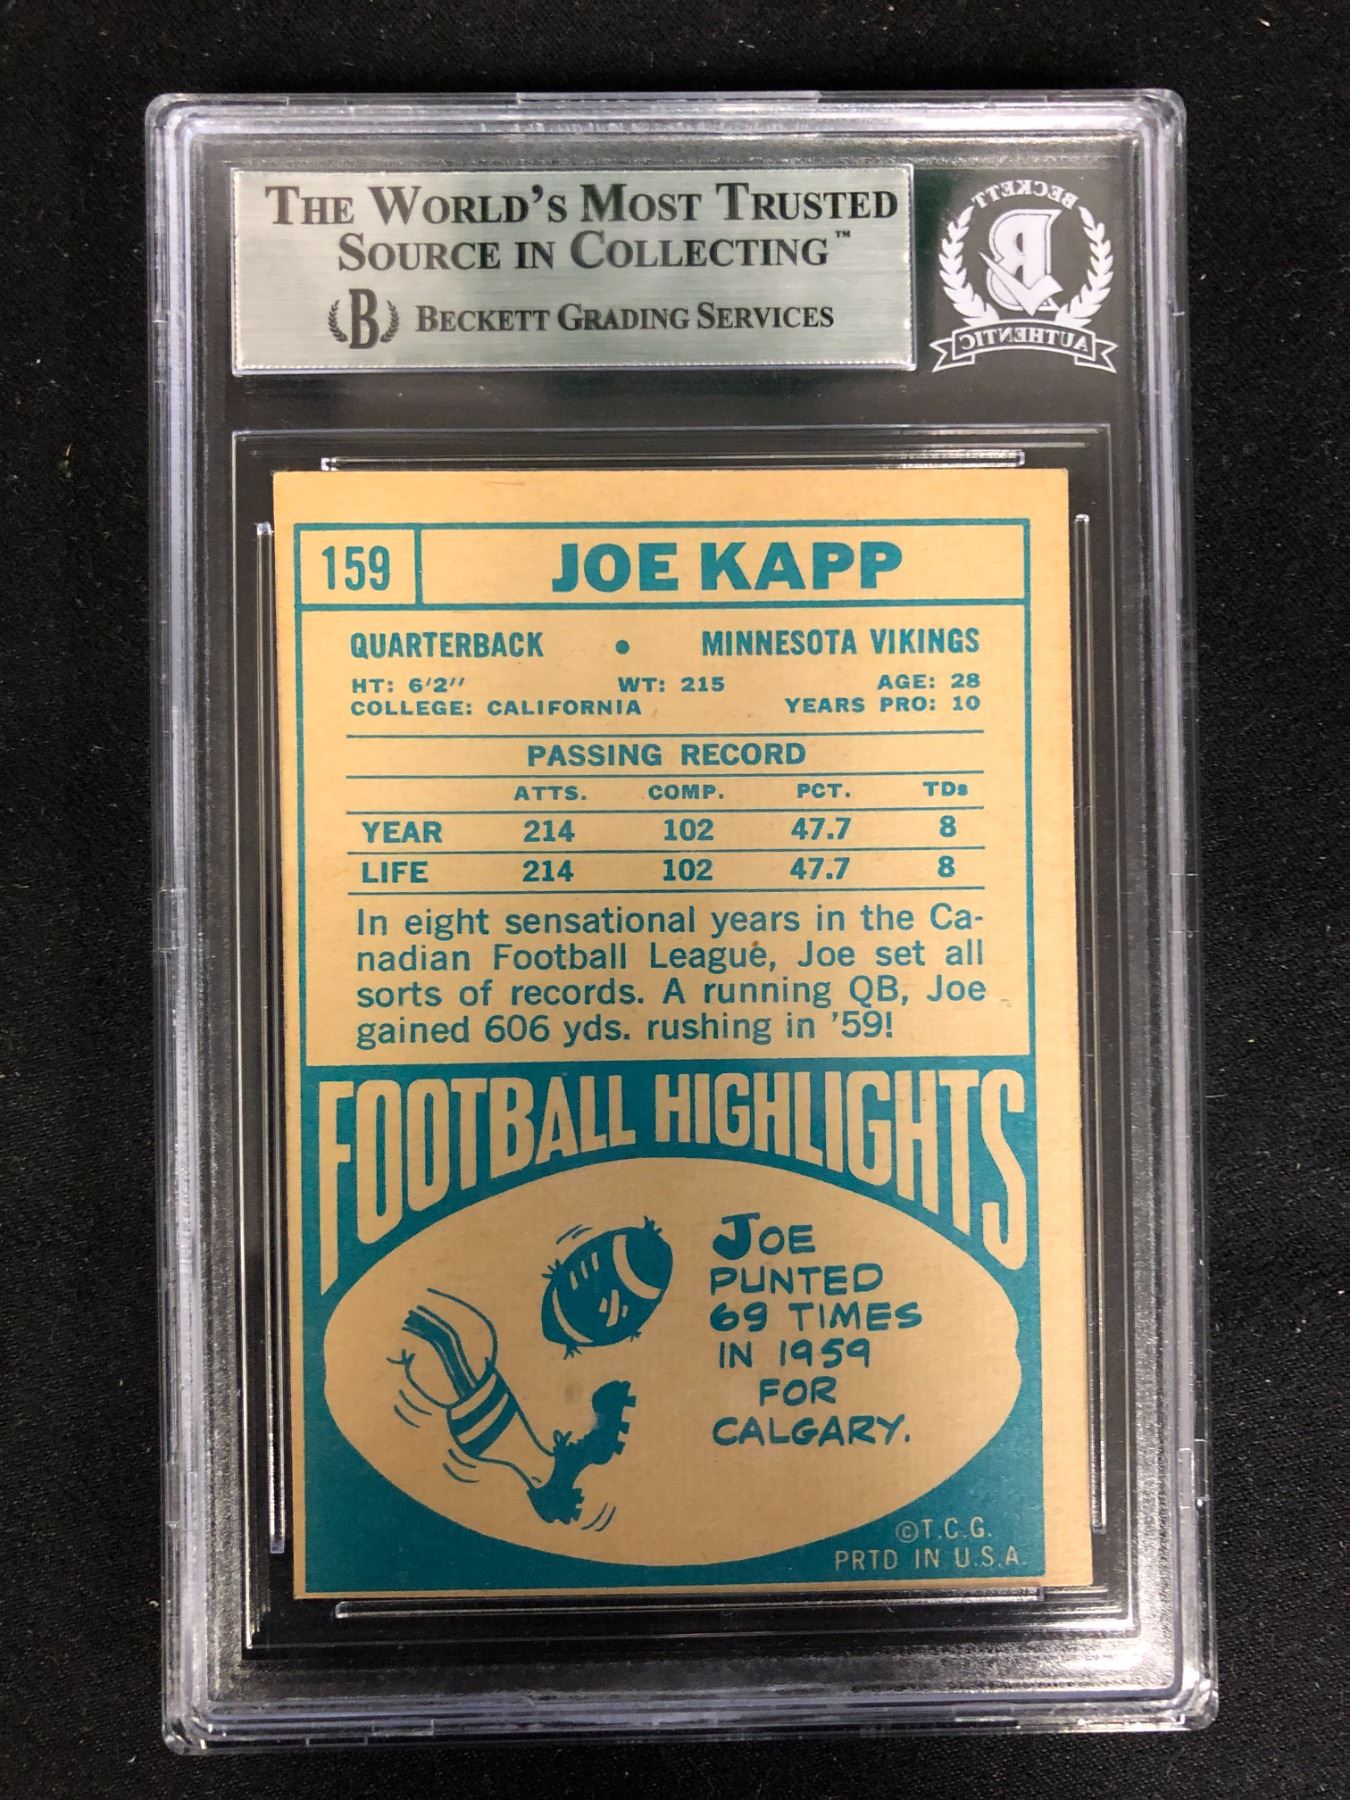 THE WORLD'S MOST TRUSTED
SOURCE IN COLLECTING™
B BECKETT GRADING SERVICES
BECKETT
B
AUTHENTIC
159 JOE KAPP
QUARTERBACK • MINNESOTA VIKINGS
HT: 6'2'' WT: 215 AGE: 28
COLLEGE: CALIFORNIA YEARS PRO: 10
PASSING RECORD
ATTS. COMP. PCT. TDs
YEAR 214 102 47.7 8
LIFE 214 102 47.7 8
In eight sensational years in the Ca-
nadian Football League, Joe set all
sorts of records. A running QB, Joe
gained 606 yds. rushing in '59!
FOOTBALL HIGHLIGHTS
JOE
PUNTED
69 TIMES
IN 1959
FOR
CALGARY.
©T.C.G.
PRTD IN U.S.A.